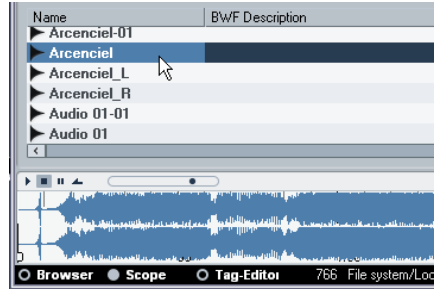 Name BWF Description
Arcenciel-01
Arcenciel
Arcenciel_L
Arcenciel_R
Audio 01-01
Audio 01
Browser Scope Tag-Editor 766 File system/Loc